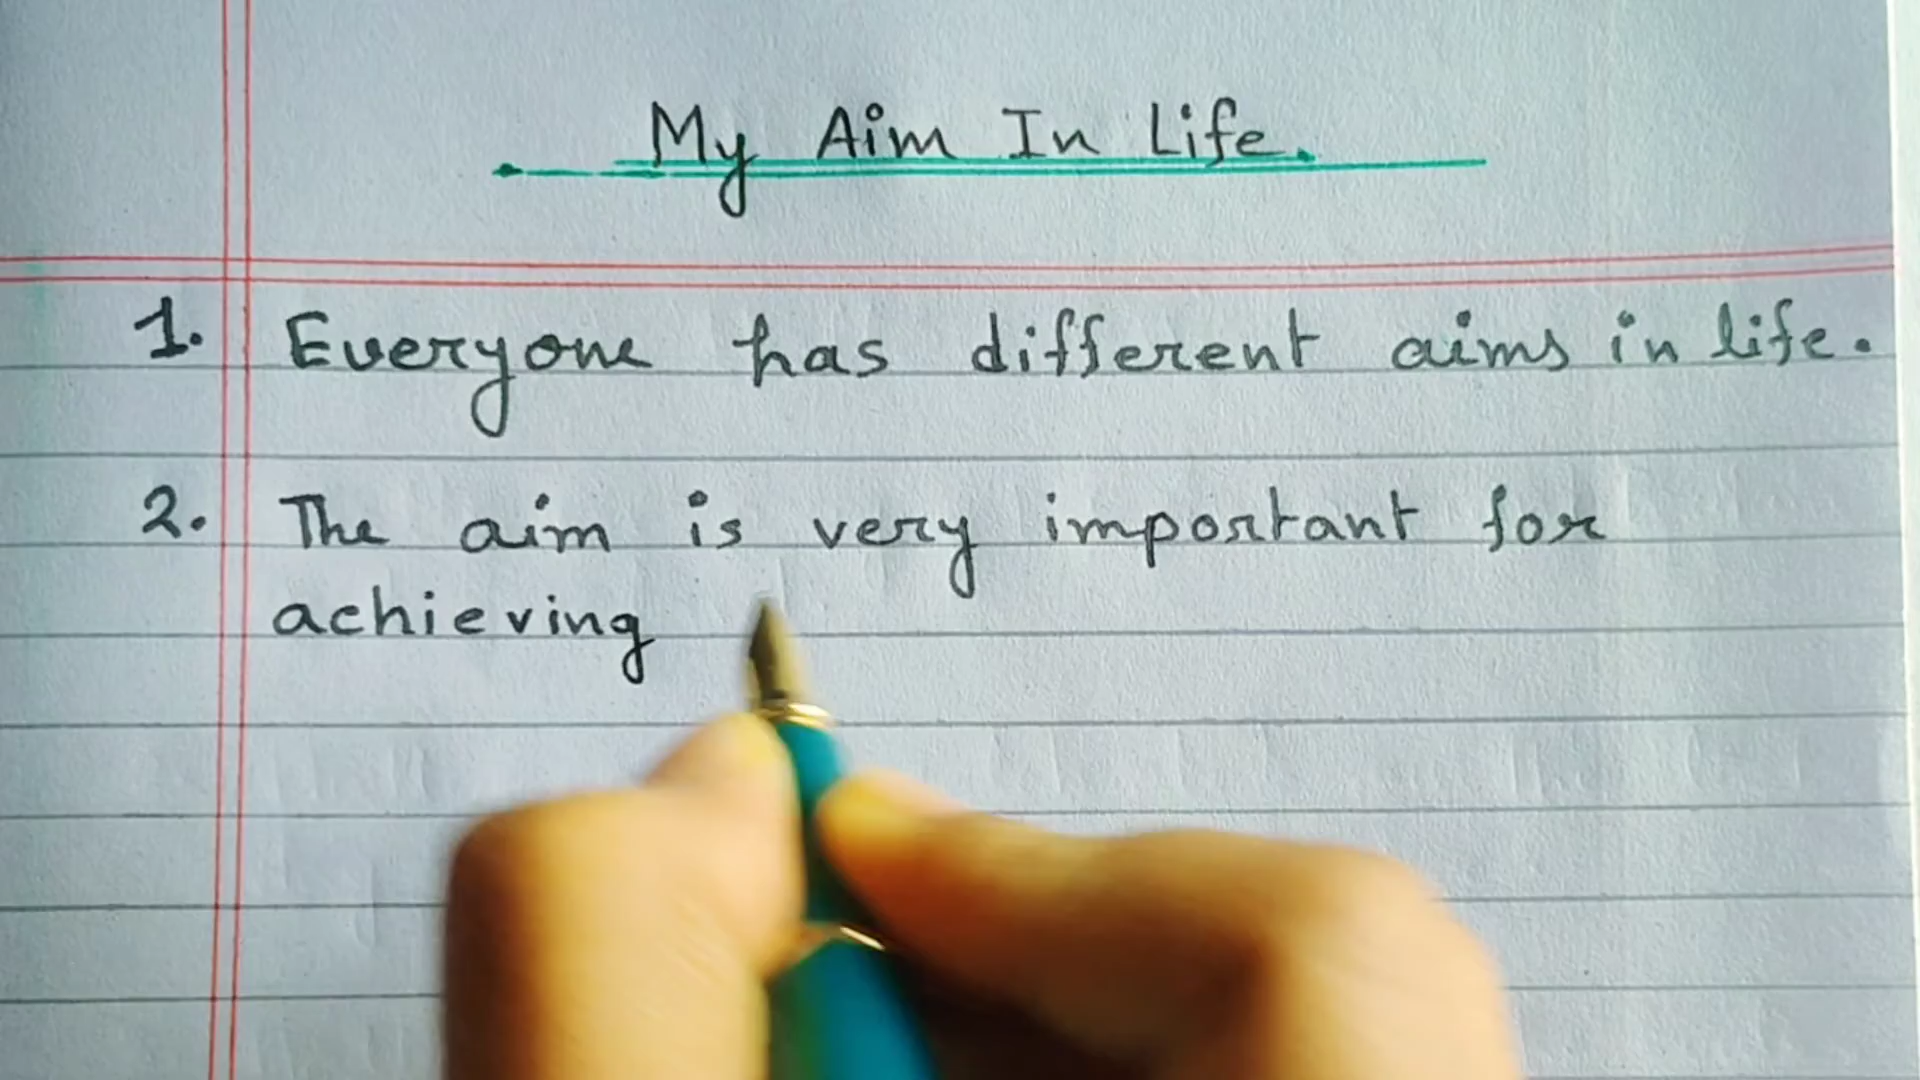 My Aim In Life.
1. Everyone has different aims in life.
2. The aim is very important for
achieving